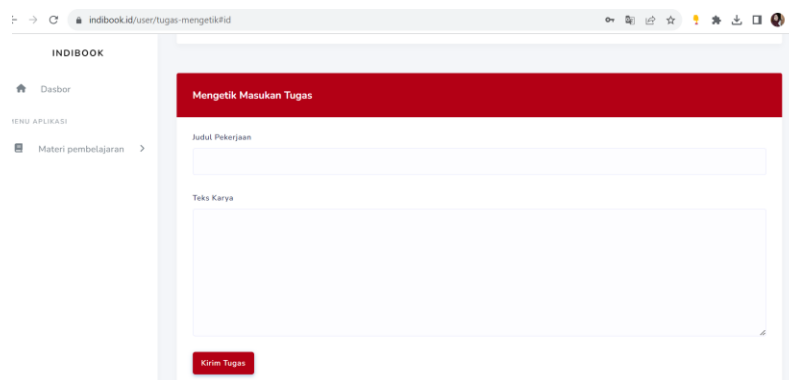 indibook.id/user/tugas-mengetik#id
INDIBOOK
Dasbor
MENU APLIKASI
Materi pembelajaran
Mengetik Masukan Tugas
Judul Pekerjaan
Teks Karya
Kirim Tugas